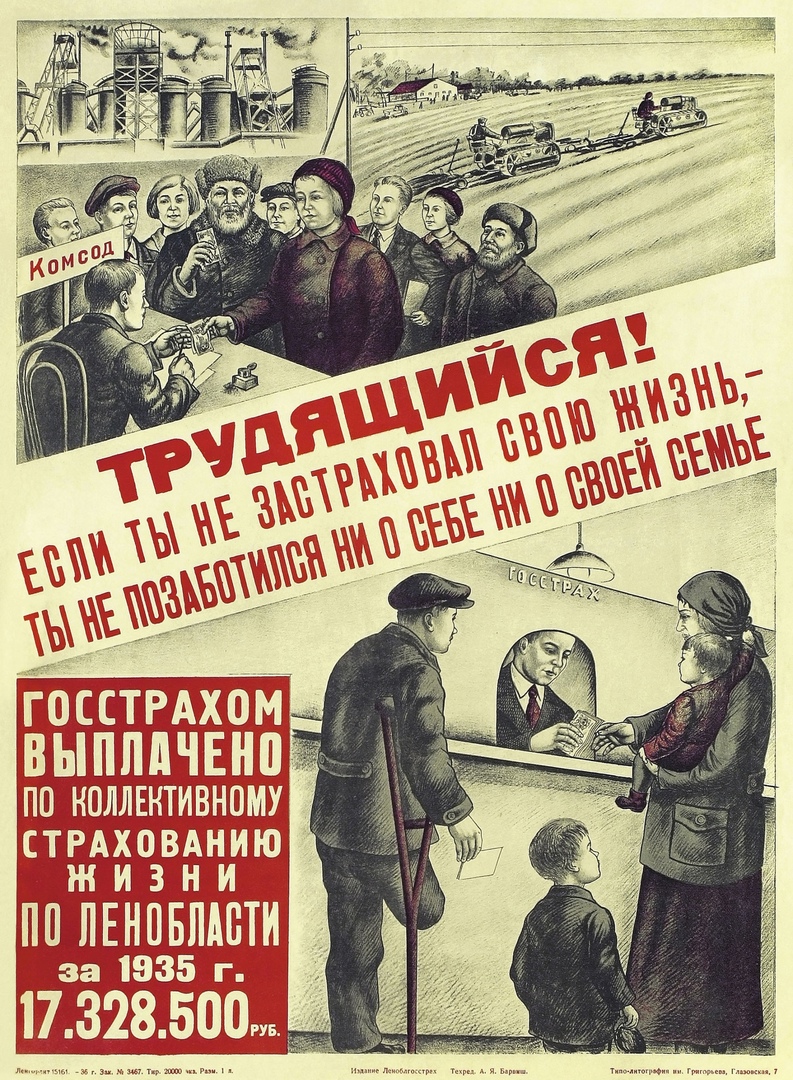 Комсод
ТРУДЯЩИЙСЯ!
ЕСЛИ ТЫ НЕ ЗАСТРАХОВАЛ СВОЮ ЖИЗНЬ,-
ТЫ НЕ ПОЗАБОТИЛСЯ НИ О СЕБЕ НИ О СВОЕЙ СЕМЬЕ
ГОССТРАХ
ГОССТРАХОМ
ВЫПЛАЧЕНО
ПО КОЛЛЕКТИВНОМУ
СТРАХОВАНИЮ
ЖИЗНИ
ПО ЛЕНОБЛАСТИ
за 1935 г.
17.328.500 РУБ.
15161. – 36 г. Зак. № 3467. Тир. 20000 экз. Разм. 1 л.
Издание Леноблгосстрах Техред. А. Я. Барвиш.
Типо-литография им. Григорьева, Глазовская, 7